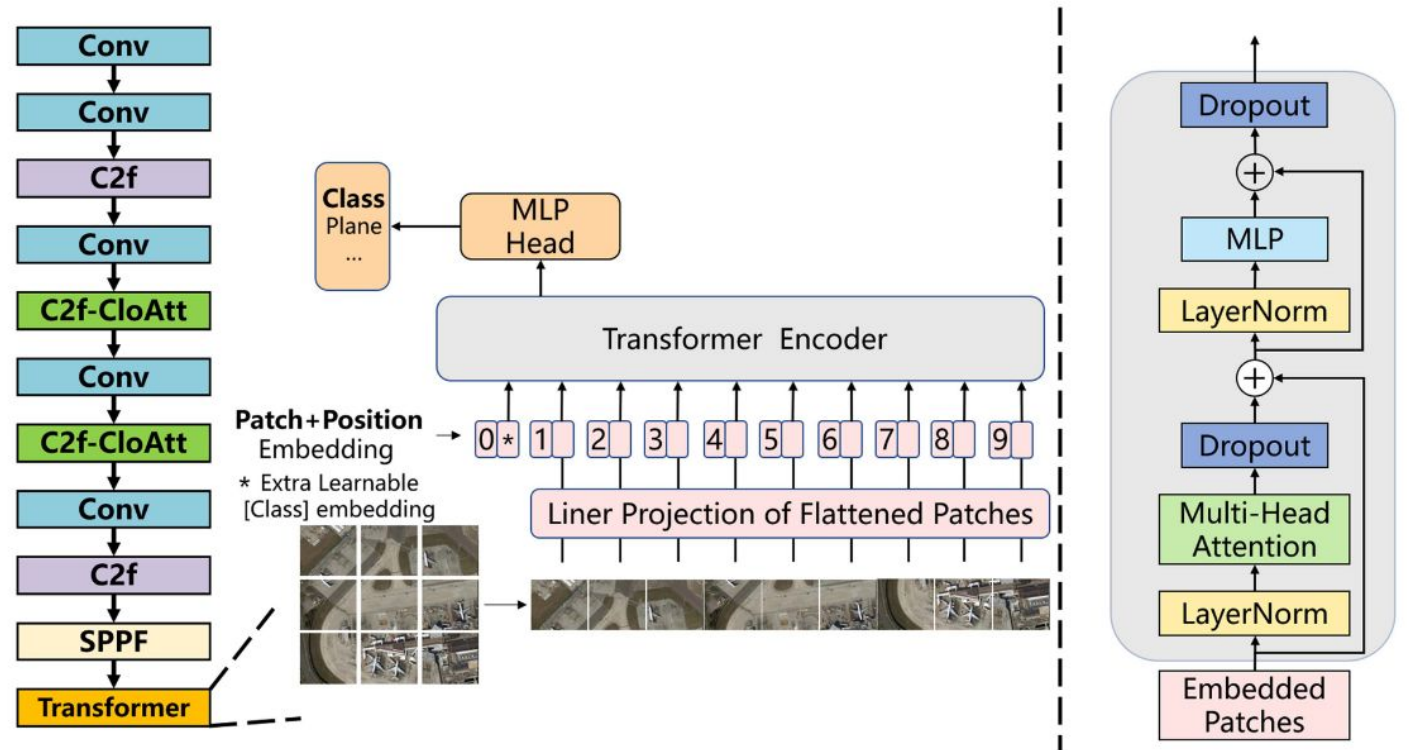 Conv
Conv
C2f
Conv
C2f-CloAtt
Conv
C2f-CloAtt
Conv
C2f
SPPF
Transformer
Class
Plane
...
MLP
Head
Transformer Encoder
Patch+Position
Embedding
* Extra Learnable
[Class] embedding
0 * 1 2 3 4 5 6 7 8 9
Liner Projection of Flattened Patches
Dropout
+
MLP
LayerNorm
+
Dropout
Multi-Head
Attention
LayerNorm
Embedded
Patches